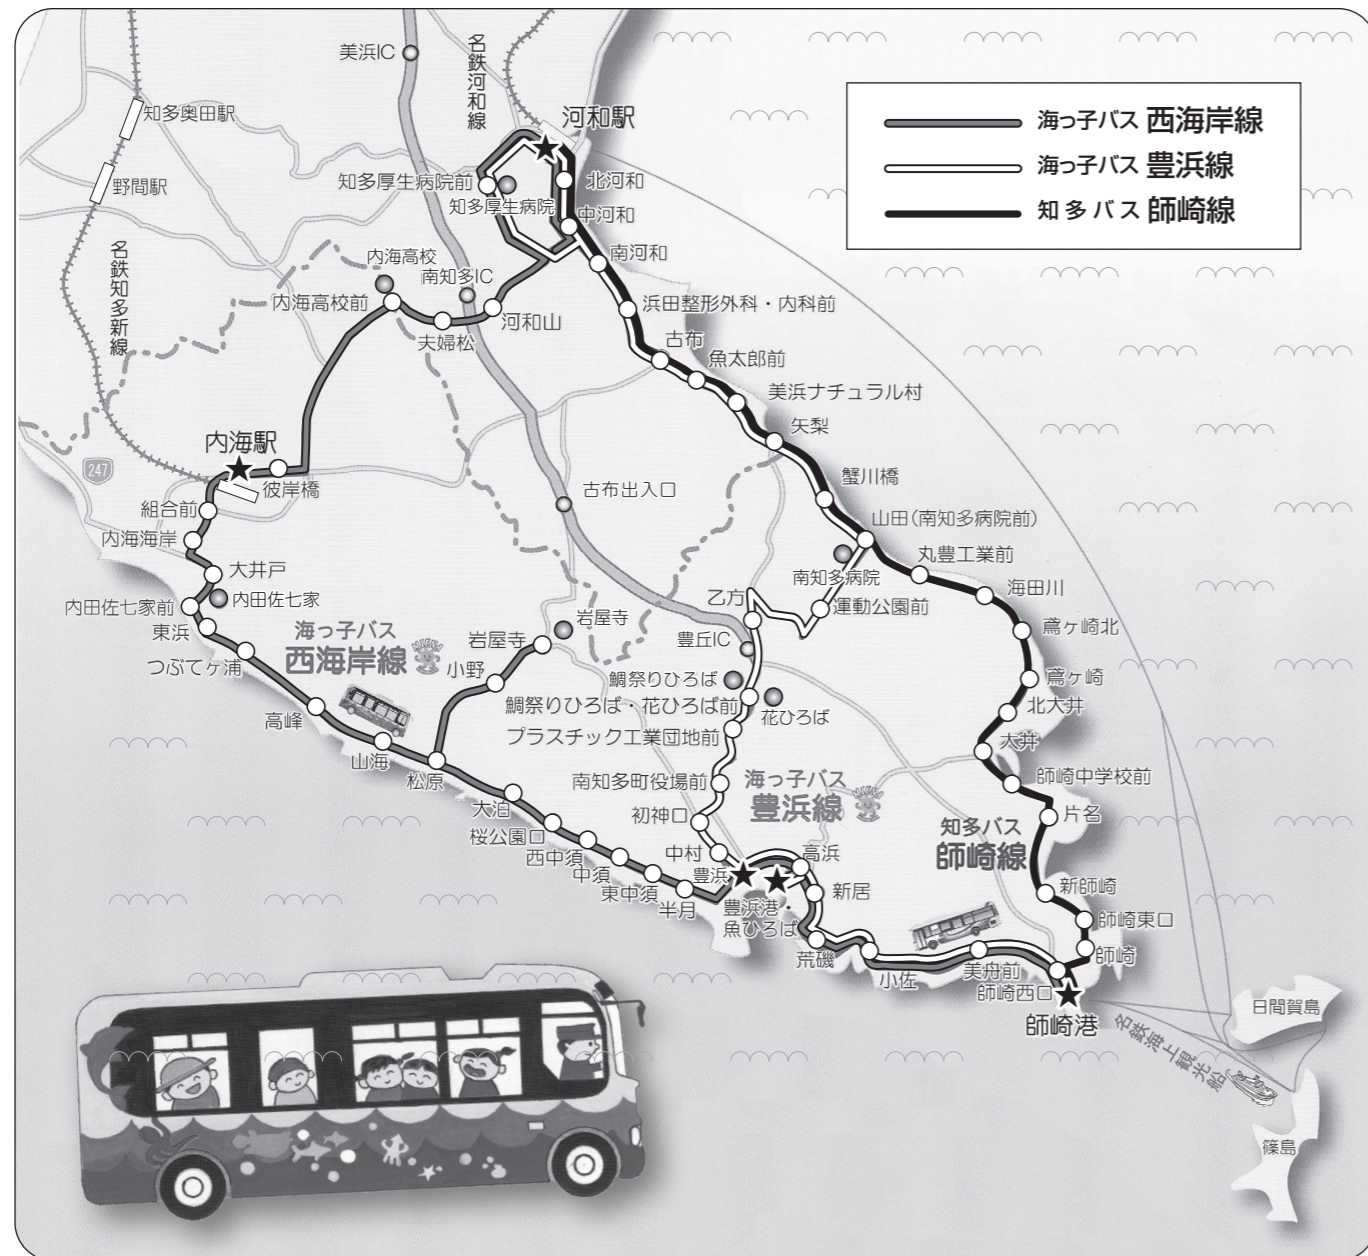 美浜IC
名鉄河和線
河和駅
知多奥田駅
野間駅
名鉄知多新線
知多厚生病院前
知多厚生病院
北河和
中河和
南河和
海っ子バス 西海岸線
海っ子バス 豊浜線
知多バス 師崎線
内海高校
内海高校前
南知多IC
夫婦松
河和山
浜田整形外科・内科前
古布
魚太郎前
美浜ナチュラル村
矢梨
蟹川橋
山田(南知多病院前)
南知多病院
運動公園前
丸豊工業前
海田川
鳶ヶ崎北
鳶ヶ崎
北大井
大井
師崎中学校前
片名
新師崎
師崎東口
師崎
師崎西口
師崎港
247
内海駅
彼岸橋
組合前
内海海岸
大井戸
内田佐七家前
内田佐七家
東浜
つぶてヶ浦
高峰
山海
松原
小野
岩屋寺
岩屋寺
海っ子バス
西海岸線
古布出入口
乙方
豊丘IC
鯛祭りひろば
鯛祭りひろば・花ひろば前
花ひろば
プラスチック工業団地前
南知多町役場前
初神口
中村
豊浜
海っ子バス
豊浜線
知多バス
師崎線
大泊
桜公園口
西中須
中須
東中須
半月
豊浜港・
魚ひろば
高浜
新居
荒磯
小佐
美舟前
名鉄海上観光船
日間賀島
篠島